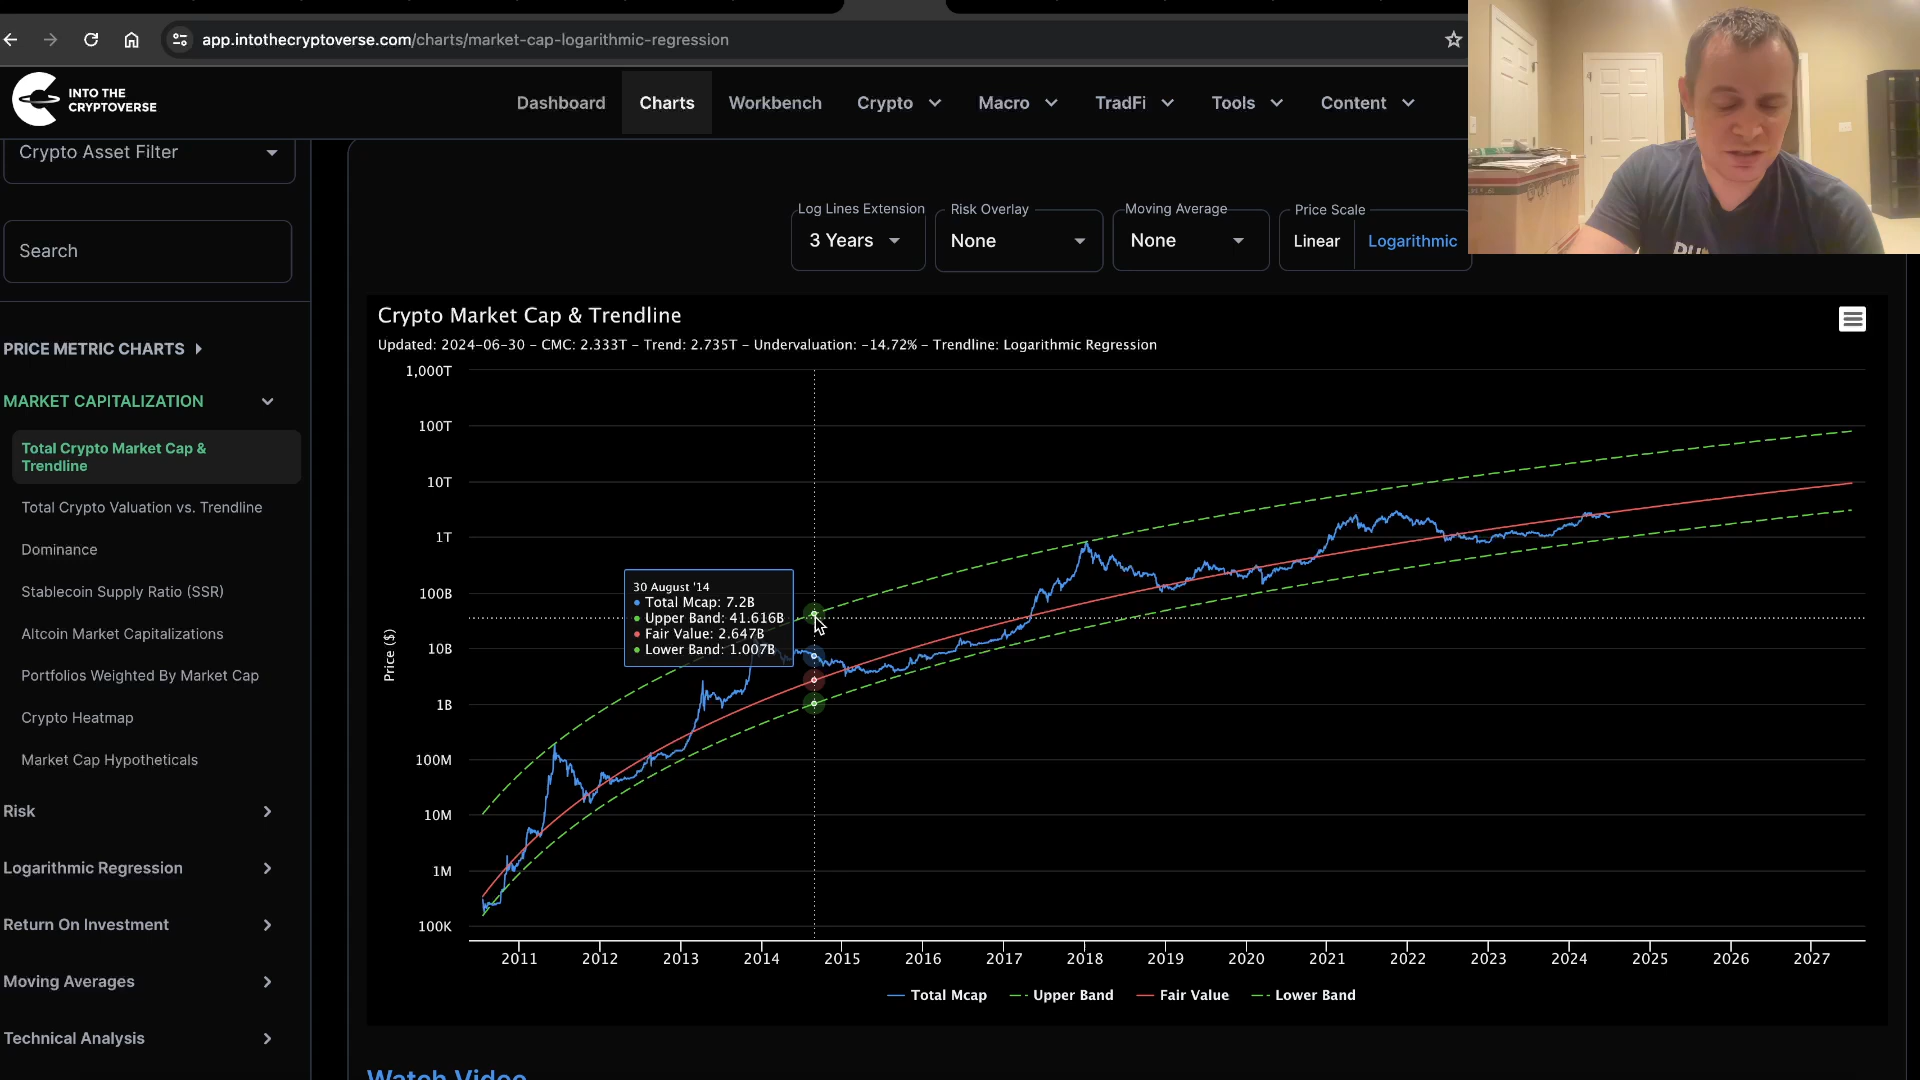 app.intothecryptoverse.com/charts/market-cap-logarithmic-regression
INTO THE
CRYPTOVERSE
Dashboard
Charts
Workbench
Crypto
Macro
TradFi
Tools
Content
Crypto Asset Filter
Search
PRICE METRIC CHARTS
MARKET CAPITALIZATION
Total Crypto Market Cap &
Trendline
Total Crypto Valuation vs. Trendline
Dominance
Stablecoin Supply Ratio (SSR)
Altcoin Market Capitalizations
Portfolios Weighted By Market Cap
Crypto Heatmap
Market Cap Hypotheticals
Risk
Logarithmic Regression
Return On Investment
Moving Averages
Technical Analysis
Log Lines Extension
3 Years
Risk Overlay
None
Moving Average
None
Price Scale
Linear
Logarithmic
Crypto Market Cap & Trendline
Updated: 2024-06-30 – CMC: 2.333T – Trend: 2.735T – Undervaluation: -14.72% – Trendline: Logarithmic Regression
Price ($)
1,000T
100T
10T
1T
100B
10B
1B
100M
10M
1M
100K
30 August '14
Total Mcap: 7.2B
Upper Band: 41.616B
Fair Value: 2.647B
Lower Band: 1.007B
2011
2012
2013
2014
2015
2016
2017
2018
2019
2020
2021
2022
2023
2024
2025
2026
2027
Total Mcap
Upper Band
Fair Value
Lower Band
Watch Video